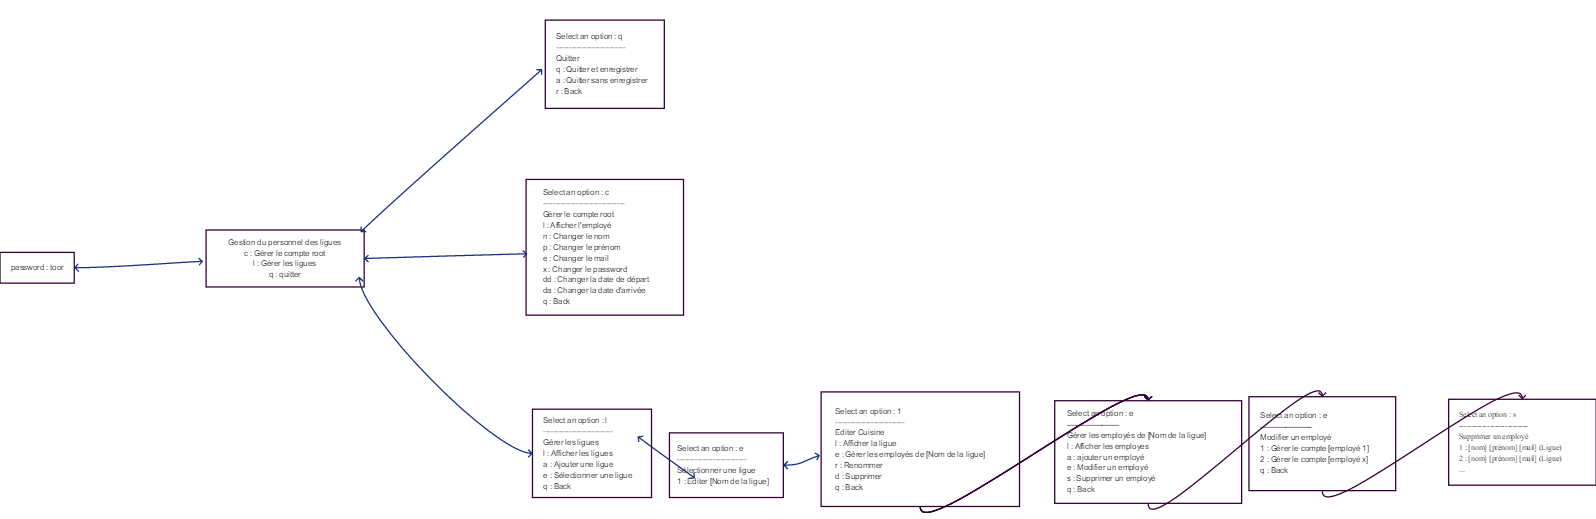 password : toor
Gestion du personnel des ligues
c : Gérer le compte root
l : Gérer les ligues
q : quitter
Select an option : q
-----------------------
Quitter
q : Quitter et enregistrer
a : Quitter sans enregistrer
r : Back
Select an option : c
---------------------------
Gérer le compte root
l : Afficher l'employé
n : Changer le nom
p : Changer le prénom
e : Changer le mail
x : Changer le password
dd : Changer la date de départ
da : Changer la date d'arrivée
q : Back
Select an option : l
-----------------------
Gérer les ligues
l : Afficher les ligues
a : Ajouter une ligue
e : Sélectionner une ligue
q : Back
Select an option : e
-----------------------
Sélectionner une ligue
1 : Editer [Nom de la ligue]
Select an option : 1
-----------------------
Editer Cuisine
l : Afficher la ligue
e : Gérer les employés de [Nom de la ligue]
r : Renommer
d : Supprimer
q : Back
Select an option : e
-----------------------
Gérer les employés de [Nom de la ligue]
l : Afficher les employes
a : ajouter un employé
e : Modifier un employé
s : Supprimer un employé
q : Back
Select an option : e
-----------------------
Modifier un employé
1 : Gérer le compte [employé 1]
2 : Gérer le compte [employé x]
q : Back
Select an option : s
-----------------------
Supprimer un employé
1 : [nom] [prénom] [mail] (Ligue)
2 : [nom] [prénom] [mail] (Ligue)
...